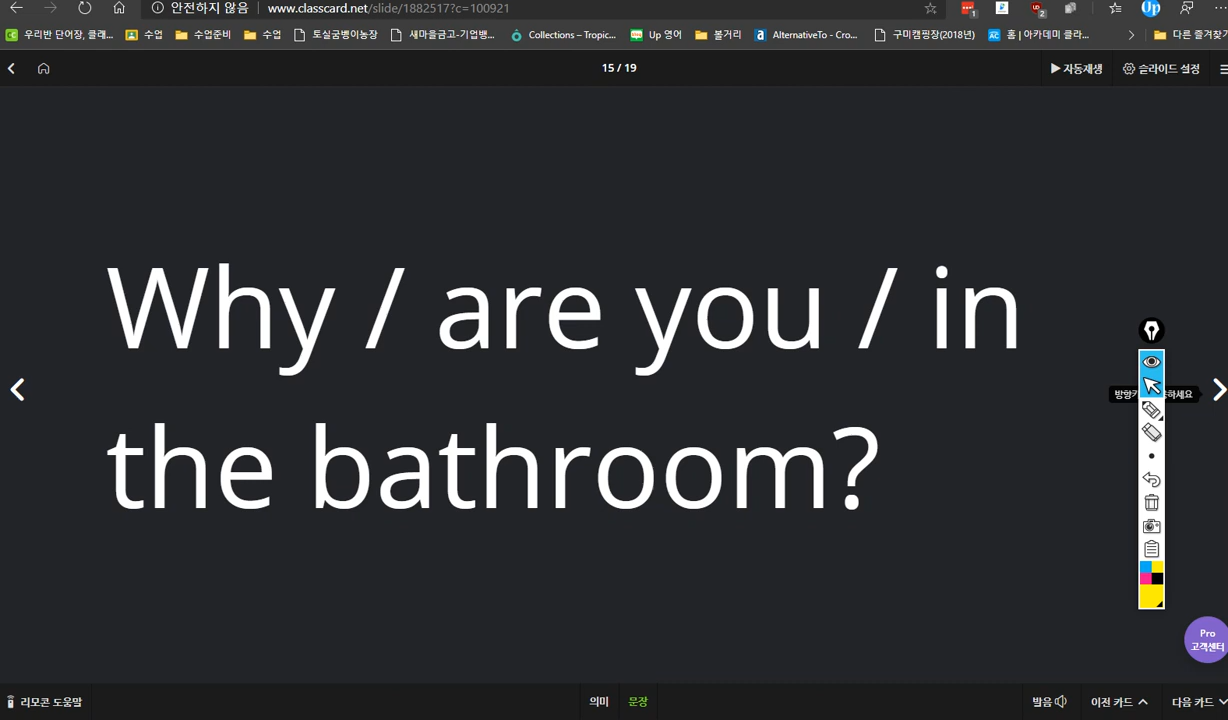 안전하지 않음 | www.classcard.net/slide/1882517?c=100921
우리반 단어장, 클래... 수업 수업준비 수업 토실궁뱅이농장 새마을금고-기업뱅... Collections – Tropic... Up 영어 볼거리 AlternativeTo - Cro... 구미캠핑장(2018년) 홈 | 아카데미 클라... 다른 즐겨찾기
15 / 19
자동재생 슬라이드 설정
Why / are you / in
the bathroom?
방향키 하세요
Pro
고객센터
리모콘 도움말 의미 문장 발음 이전 카드 다음 카드